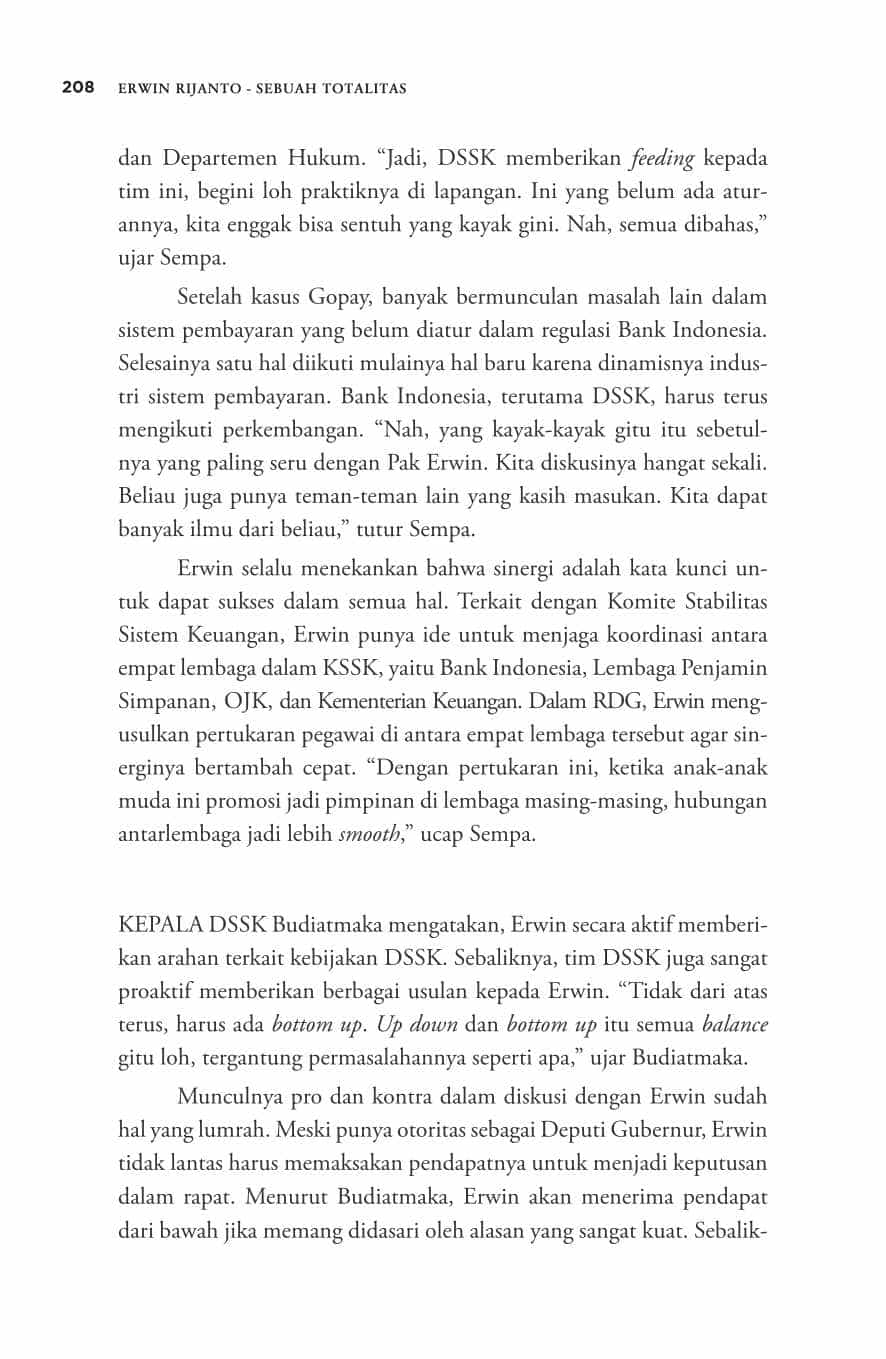 208 ERWIN RIJANTO - SEBUAH TOTALITAS
dan Departemen Hukum. “Jadi, DSSK memberikan feeding kepada
tim ini, begini loh praktiknya di lapangan. Ini yang belum ada atur-
annya, kita enggak bisa sentuh yang kayak gini. Nah, semua dibahas,”
ujar Sempa.
Setelah kasus Gopay, banyak bermunculan masalah lain dalam
sistem pembayaran yang belum diatur dalam regulasi Bank Indonesia.
Selesainya satu hal diikuti mulainya hal baru karena dinamisnya indus-
tri sistem pembayaran. Bank Indonesia, terutama DSSK, harus terus
mengikuti perkembangan. “Nah, yang kayak-kayak gitu itu sebetul-
nya yang paling seru dengan Pak Erwin. Kita diskusinya hangat sekali.
Beliau juga punya teman-teman lain yang kasih masukan. Kita dapat
banyak ilmu dari beliau,” tutur Sempa.
Erwin selalu menekankan bahwa sinergi adalah kata kunci un-
tuk dapat sukses dalam semua hal. Terkait dengan Komite Stabilitas
Sistem Keuangan, Erwin punya ide untuk menjaga koordinasi antara
empat lembaga dalam KSSK, yaitu Bank Indonesia, Lembaga Penjamin
Simpanan, OJK, dan Kementerian Keuangan. Dalam RDG, Erwin meng-
usulkan pertukaran pegawai di antara empat lembaga tersebut agar sin-
erginya bertambah cepat. “Dengan pertukaran ini, ketika anak-anak
muda ini promosi jadi pimpinan di lembaga masing-masing, hubungan
antarlembaga jadi lebih smooth,” ucap Sempa.
KEPALA DSSK Budiatmaka mengatakan, Erwin secara aktif memberi-
kan arahan terkait kebijakan DSSK. Sebaliknya, tim DSSK juga sangat
proaktif memberikan berbagai usulan kepada Erwin. “Tidak dari atas
terus, harus ada bottom up. Up down dan bottom up itu semua balance
gitu loh, tergantung permasalahannya seperti apa,” ujar Budiatmaka.
Munculnya pro dan kontra dalam diskusi dengan Erwin sudah
hal yang lumrah. Meski punya otoritas sebagai Deputi Gubernur, Erwin
tidak lantas harus memaksakan pendapatnya untuk menjadi keputusan
dalam rapat. Menurut Budiatmaka, Erwin akan menerima pendapat
dari bawah jika memang didasari oleh alasan yang sangat kuat. Sebalik-